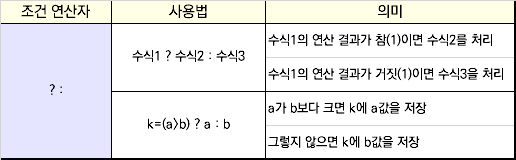 조건 연산자 사용법 의미
? : 수식1 ? 수식2 : 수식3 수식1의 연산 결과가 참(1)이면 수식2를 처리
수식1의 연산 결과가 거짓(1)이면 수식3을 처리
k=(a>b) ? a : b a가 b보다 크면 k에 a값을 저장
그렇지 않으면 k에 b값을 저장